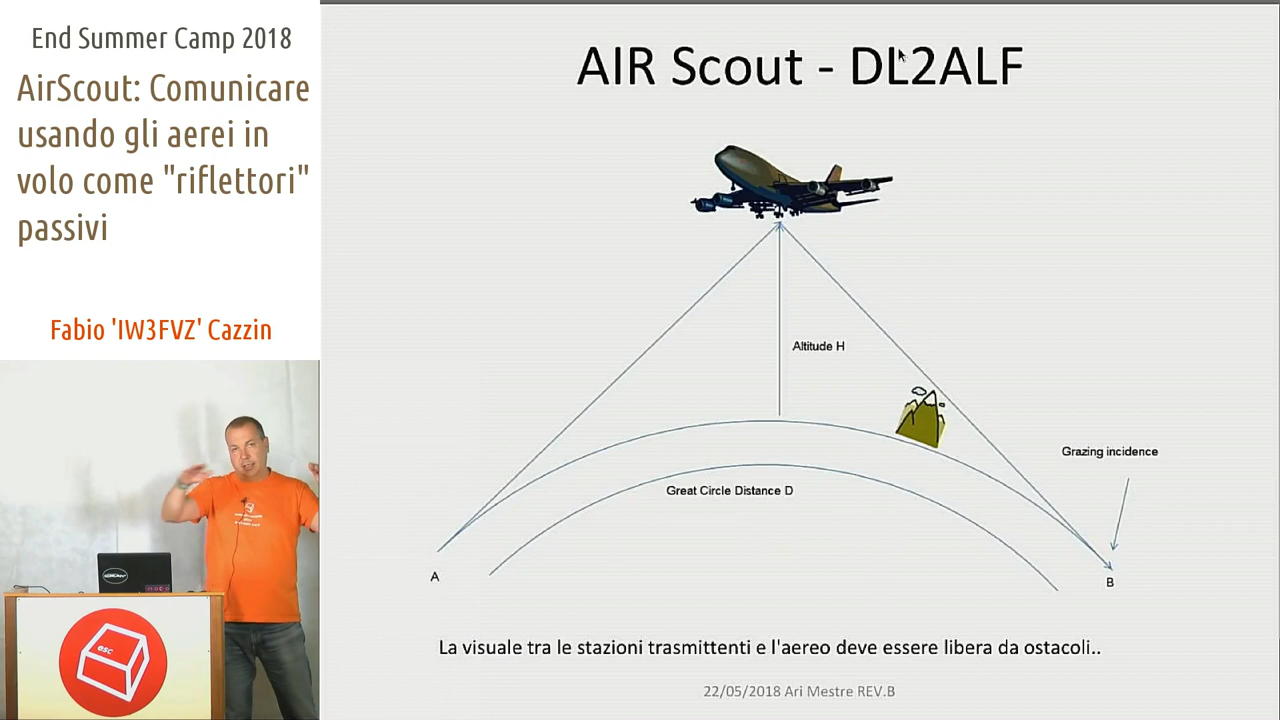 End Summer Camp 2018
AirScout: Comunicare
usando gli aerei in
volo come "riflettori"
passivi
Fabio 'IW3FVZ' Cazzin
AIR Scout - DL2ALF
Altitude H
Grazing incidence
Great Circle Distance D
A
B
La visuale tra le stazioni trasmittenti e l'aereo deve essere libera da ostacoli..
22/05/2018 Ari Mestre REV.B
esc